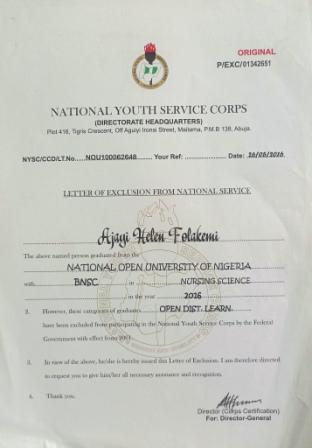 ORIGINAL
P/EXC/01342651
NATIONAL YOUTH SERVICE CORPS
(DIRECTORATE HEADQUARTERS)
Plot 416, Tigris Crescent, Off Aguiyi Ironsi Street, Maitama, P.M.B 138, Abuja.
NYSC/CCD/LT.No.... NOU100062648 ....... Your Ref: ........................ Date: 26/05/2026
LETTER OF EXCLUSION FROM NATIONAL SERVICE
Ajayi Helen Folakemi
The above named person graduated from the
NATIONAL OPEN UNIVERSITY OF NIGERIA
with BNSC in NURSING SCIENCE
in the year 2016
2. However, these categories of graduates OPEN DIST. LEARN.
have been excluded from participating in the National Youth Service Corps by the Federal
Government with effect from
3. In view of the above, he/she is hereby issued this Letter of Exclusion. I am therefore directed
to request you to give him/her all necessary assistance and recognition.
4. Thank you.
Director (Corps Certification)
For: Director-General